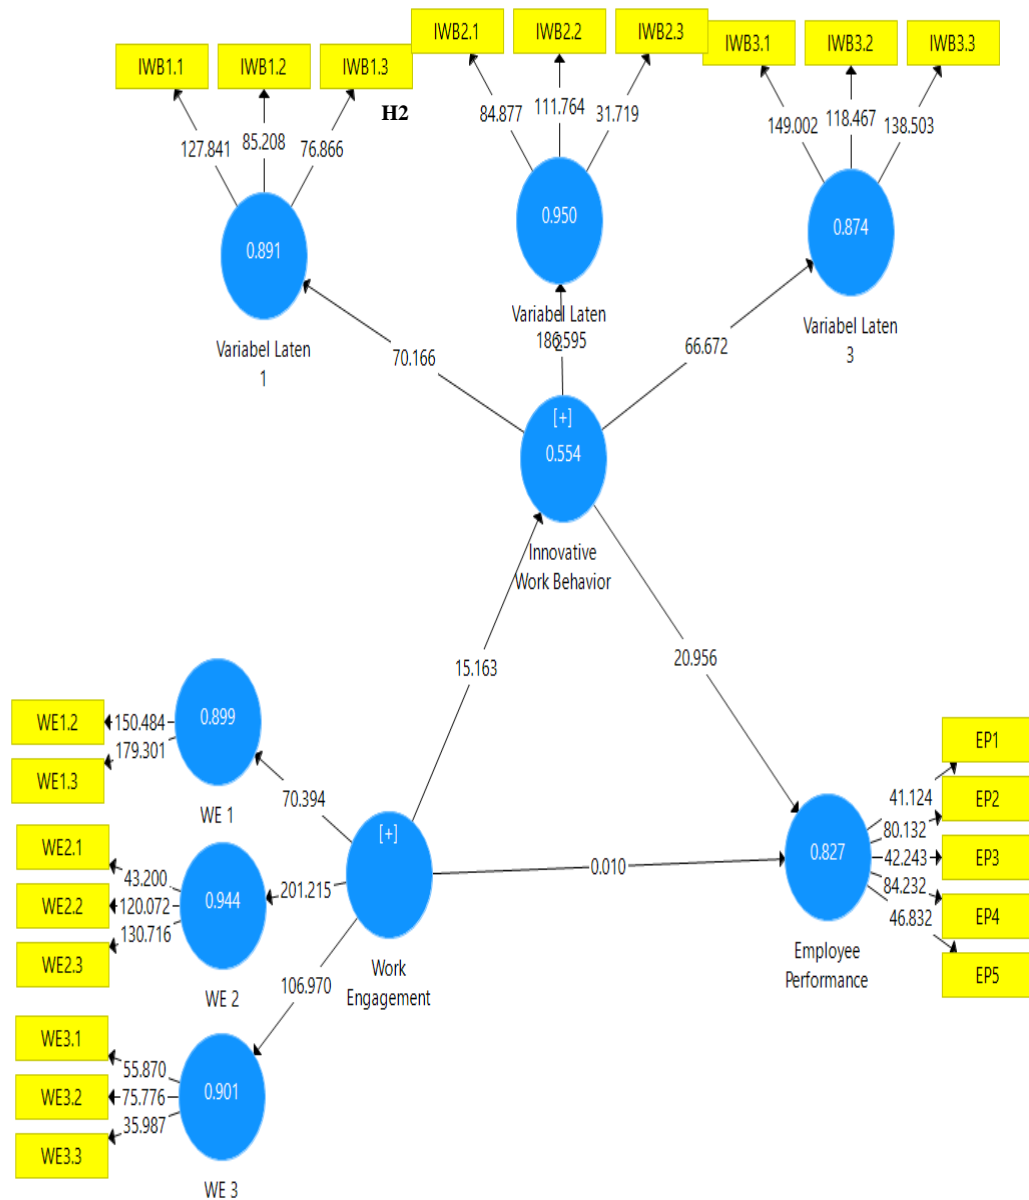 IWB1.1
IWB1.2
IWB1.3
IWB2.1
IWB2.2
IWB2.3
IWB3.1
IWB3.2
IWB3.3
H2
127.841
85.208
76.866
84.877
111.764
31.719
149.002
118.467
138.503
0.891
0.950
0.874
Variabel Laten
1
Variabel Laten
2
Variabel Laten
3
70.166
186.595
66.672
[+]
0.554
Innovative
Work Behavior
15.163
20.956
WE1.2
WE1.3
150.484
179.301
0.899
WE 1
70.394
WE2.1
WE2.2
WE2.3
43.200
120.072
130.716
0.944
WE 2
201.215
[+]
Work
Engagement
0.010
106.970
WE3.1
WE3.2
WE3.3
55.870
75.776
35.987
0.901
WE 3
0.827
Employee
Performance
41.124
80.132
42.243
84.232
46.832
EP1
EP2
EP3
EP4
EP5